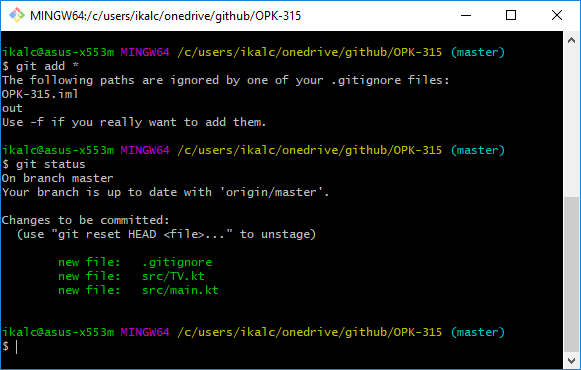 MINGW64:/c/users/ikalc/onedrive/github/OPK-315
ikalc@asus-x553m MINGW64 /c/users/ikalc/onedrive/github/OPK-315 (master)
$ git add *
The following paths are ignored by one of your .gitignore files:
OPK-315.iml
out
Use -f if you really want to add them.
ikalc@asus-x553m MINGW64 /c/users/ikalc/onedrive/github/OPK-315 (master)
$ git status
On branch master
Your branch is up to date with 'origin/master'.
Changes to be committed:
(use "git reset HEAD <file>..." to unstage)
new file: .gitignore
new file: src/TV.kt
new file: src/main.kt
ikalc@asus-x553m MINGW64 /c/users/ikalc/onedrive/github/OPK-315 (master)
$